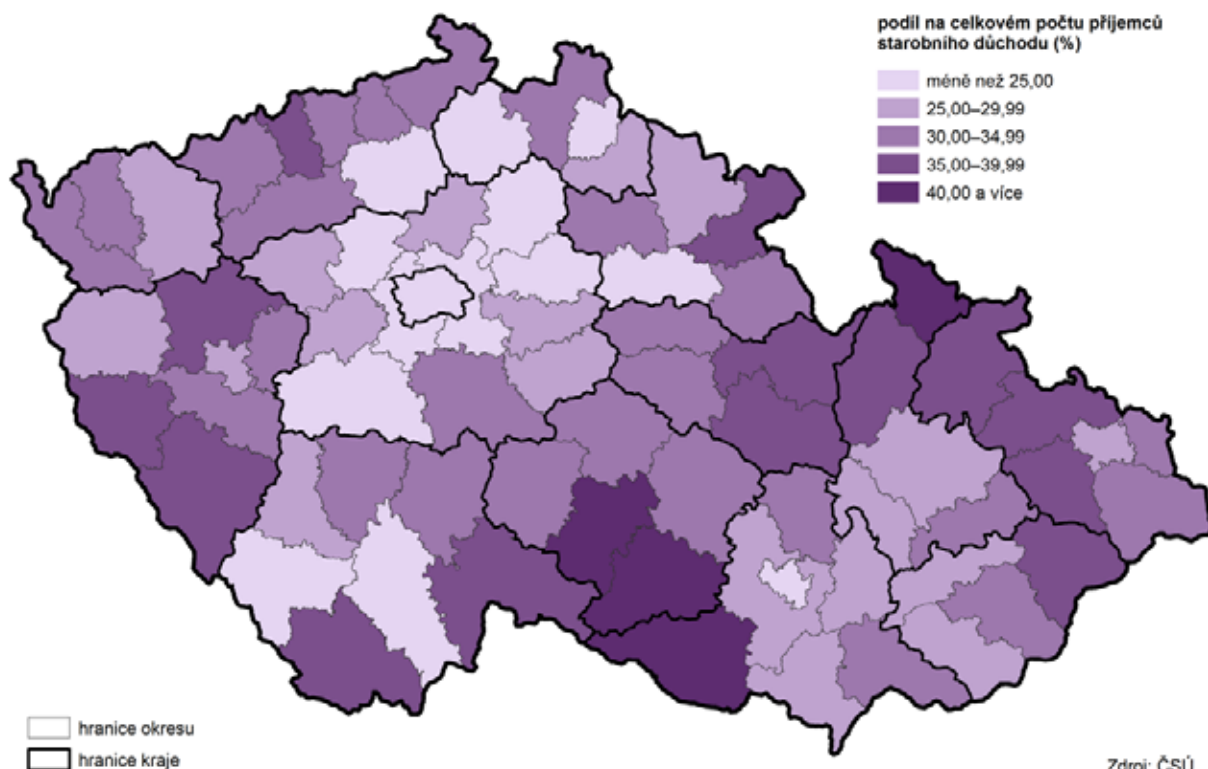 podíl na celkovém počtu příjemců
starobního důchodu (%)
méně než 25,00
25,00–29,99
30,00–34,99
35,00–39,99
40,00 a více
hranice okresu
hranice kraje
Zdroj: ČSÚ